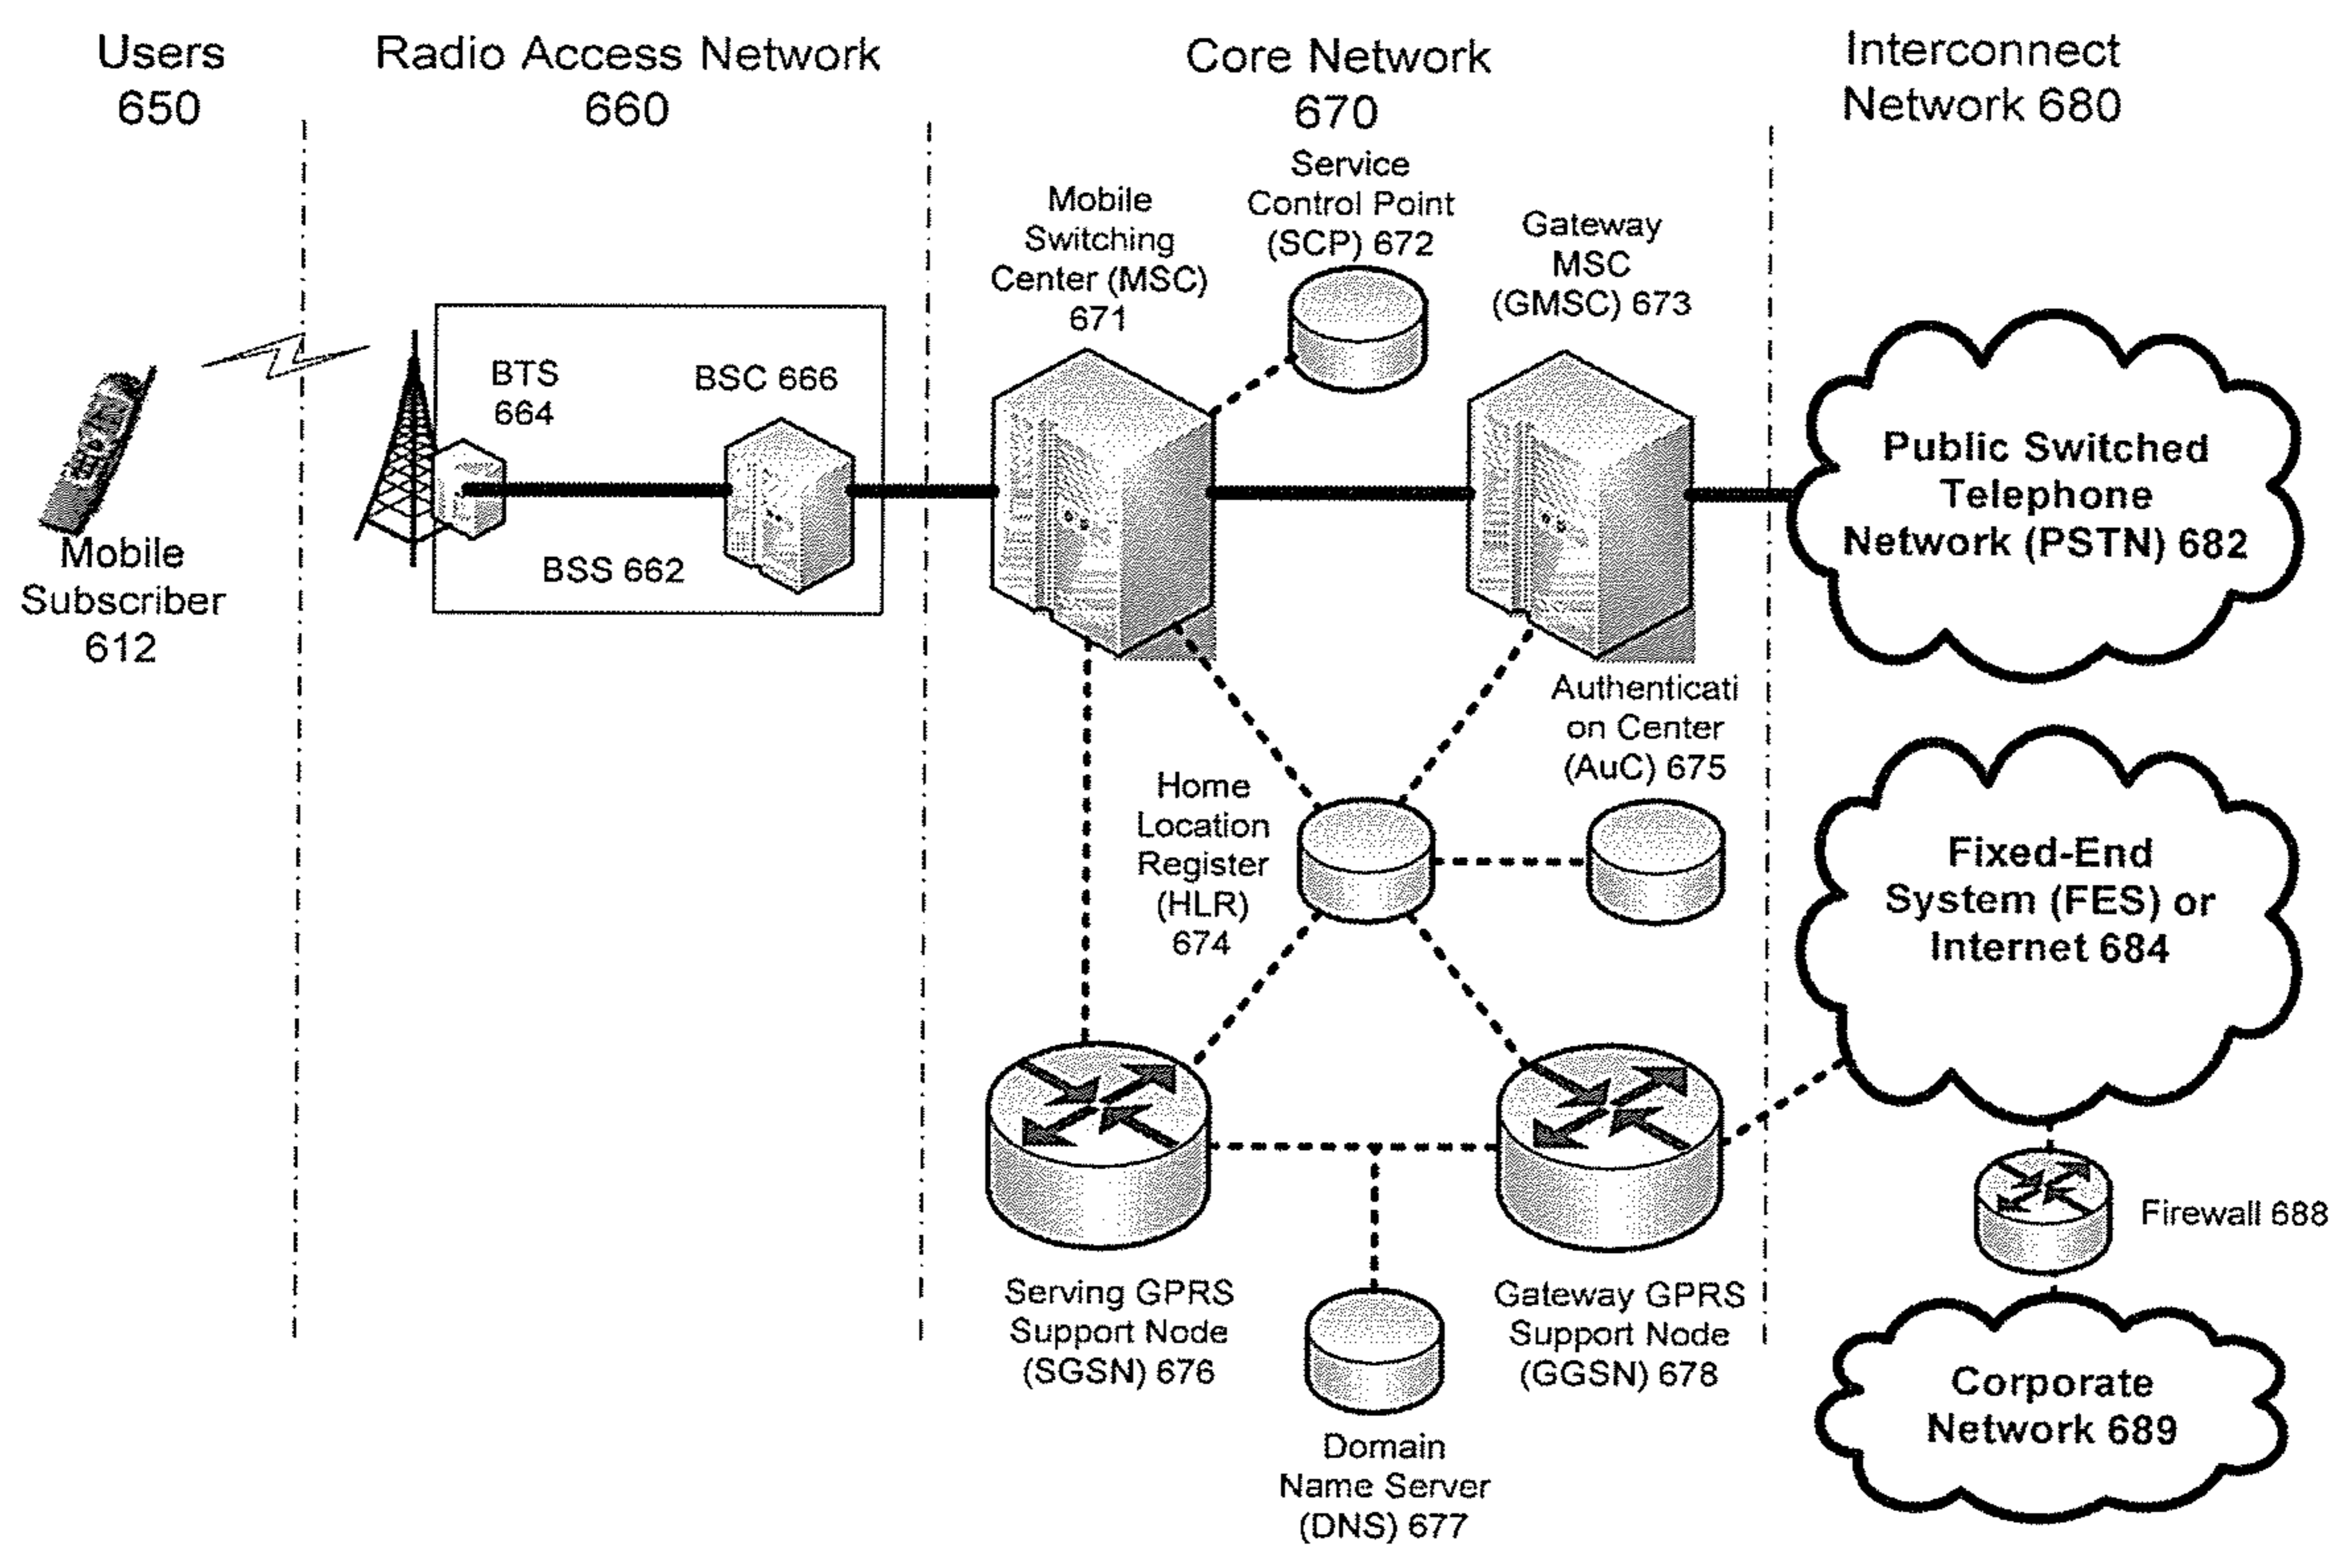 Users
650
Radio Access Network
660
Core Network
670
Interconnect
Network 680
Service
Control Point
(SCP) 672
Mobile
Switching
Center (MSC)
671
Gateway
MSC
(GMSC) 673
BTS
664
BSC 666
BSS 662
Mobile
Subscriber
612
Public Switched
Telephone
Network (PSTN) 682
Authenticati
on Center
(AuC) 675
Home
Location
Register
(HLR)
674
Fixed-End
System (FES) or
Internet 684
Firewall 688
Serving GPRS
Support Node
(SGSN) 676
Gateway GPRS
Support Node
(GGSN) 678
Domain
Name Server
(DNS) 677
Corporate
Network 689